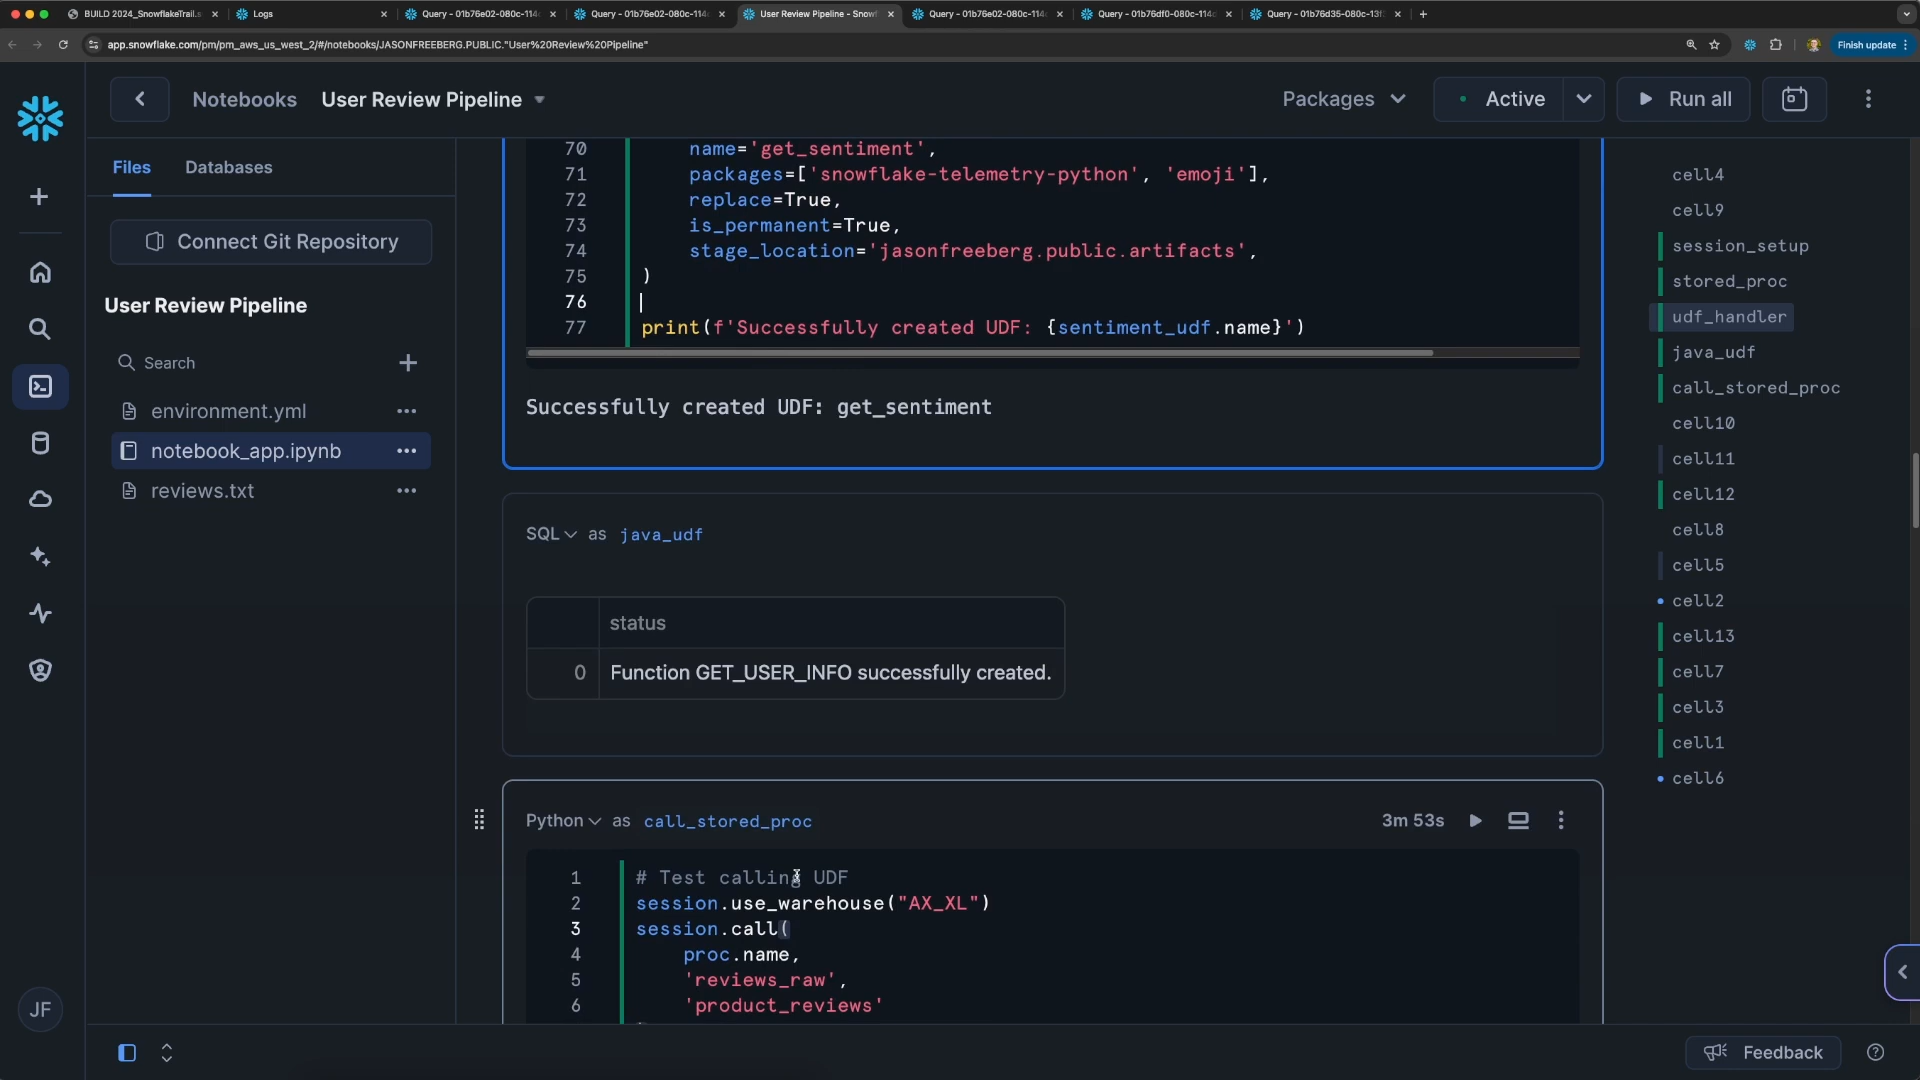 BUILD 2024_SnowflakeTrail.s
Logs
Query - 01b76e02-080c-114
Query - 01b76e02-080c-114
User Review Pipeline - Snowf
Query - 01b76e02-080c-114
Query - 01b76df0-080c-114c
Query - 01b76d35-080c-13f
app.snowflake.com/pm/pm_aws_us_west_2/#/notebooks/JASONFREEBERG.PUBLIC."User%20Review%20Pipeline"
Finish update
Notebooks
User Review Pipeline
Packages
Active
Run all
Files
Databases
Connect Git Repository
User Review Pipeline
Search
environment.yml
notebook_app.ipynb
reviews.txt
JF
70 name='get_sentiment',
71 packages=['snowflake-telemetry-python', 'emoji'],
72 replace=True,
73 is_permanent=True,
74 stage_location='jasonfreeberg.public.artifacts',
75 )
76
77 print(f'Successfully created UDF: {sentiment_udf.name}')
Successfully created UDF: get_sentiment
SQL as java_udf
status
0 Function GET_USER_INFO successfully created.
Python as call_stored_proc
3m 53s
1 # Test calling UDF
2 session.use_warehouse("AX_XL")
3 session.call(
4 proc.name,
5 'reviews_raw',
6 'product_reviews'
cell4
cell9
session_setup
stored_proc
udf_handler
java_udf
call_stored_proc
cell10
cell11
cell12
cell8
cell5
cell2
cell13
cell7
cell3
cell1
cell6
Feedback